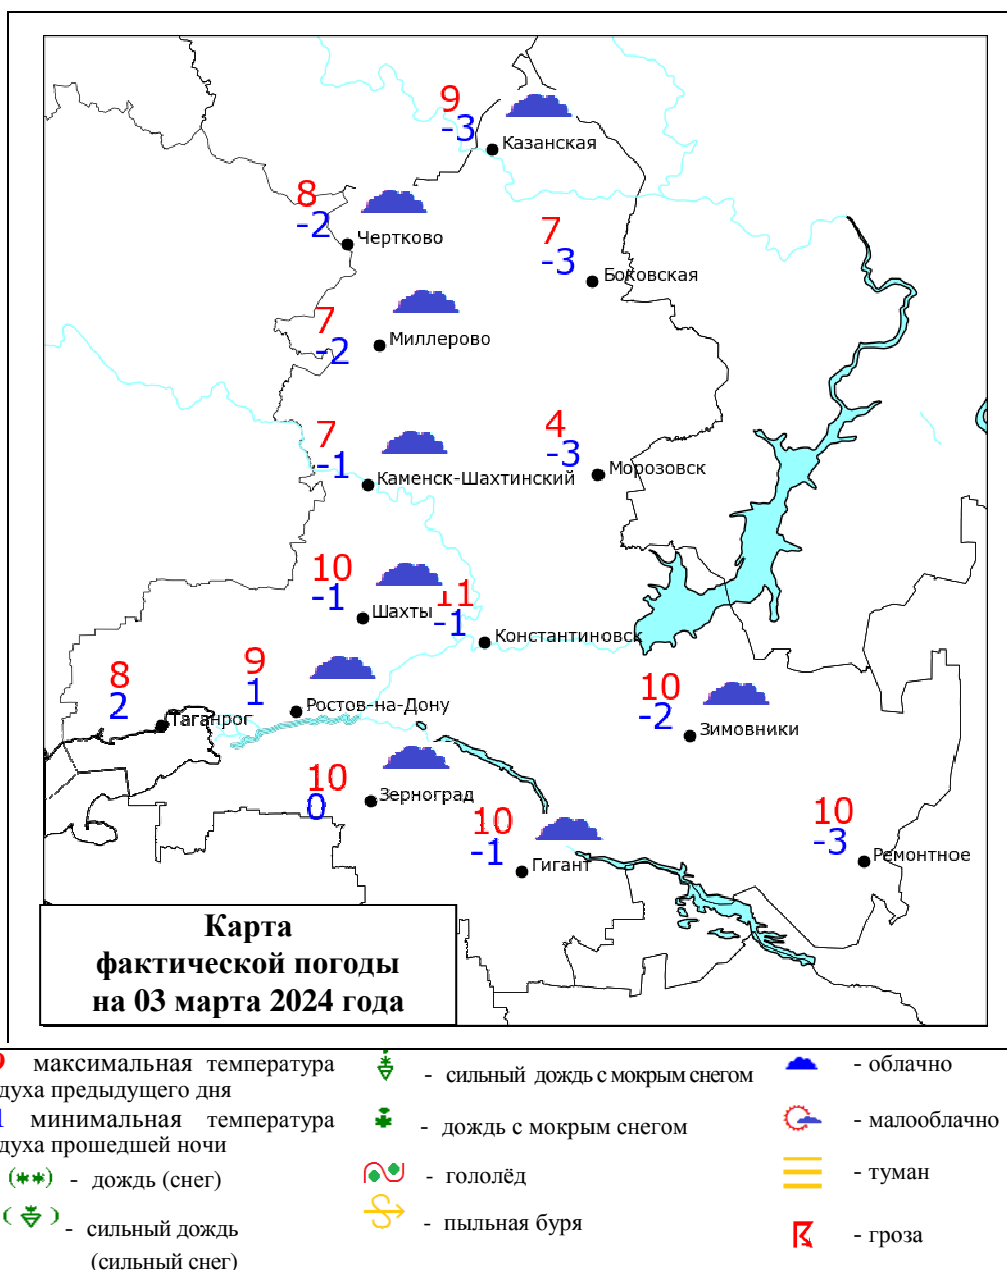 9
-3
Казанская
8
-2
Чертково
7
-3
Боковская
7
-2
Миллерово
7
-1
Каменск-Шахтинский
4
-3
Морозовск
10
-1
Шахты
11
-1
Константиновск
8
2
Таганрог
9
1
Ростов-на-Дону
10
-2
Зимовники
10
0
Зерноград
10
-1
Гигант
10
-3
Ремонтное
Карта
фактической погоды
на 03 марта 2024 года
максимальная температура
духа предыдущего дня
1 минимальная температура
духа прошедшей ночи
(**) - дождь (снег)
( ) - сильный дождь
(сильный снег)
- сильный дождь с мокрым снегом
- дождь с мокрым снегом
- гололёд
- пыльная буря
- облачно
- малооблачно
- туман
- гроза